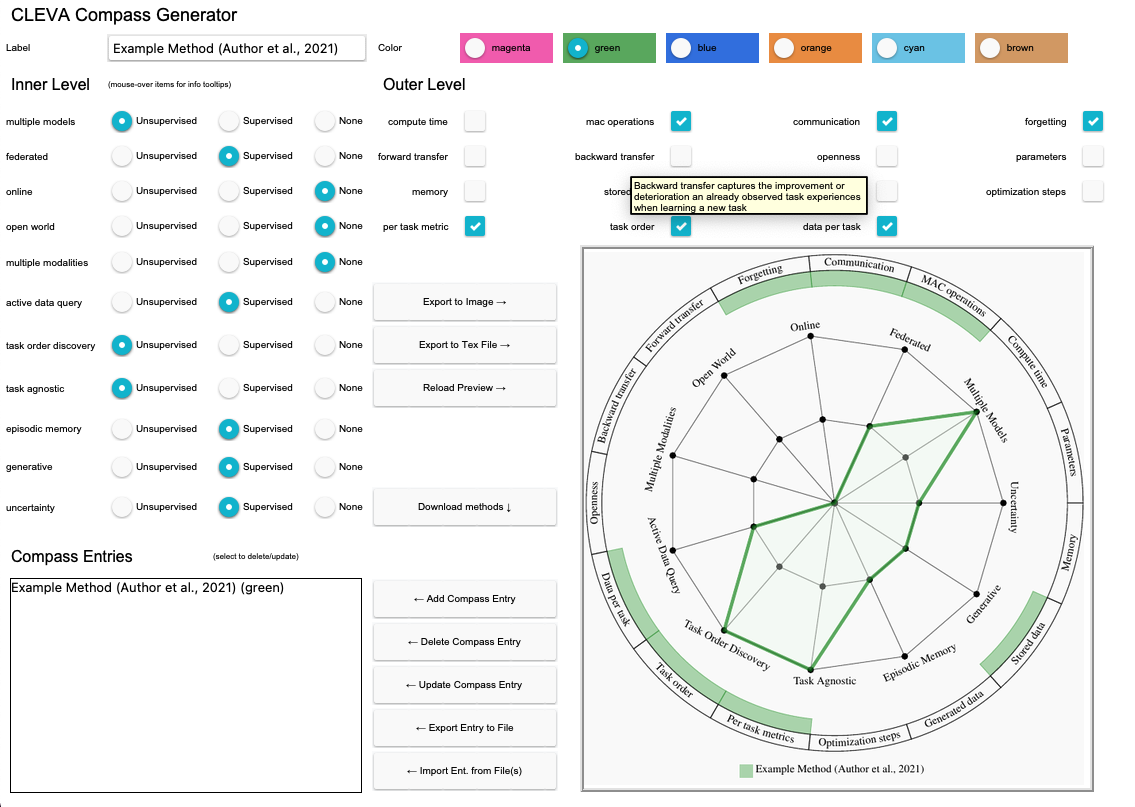 CLEVA Compass Generator
Label
Example Method (Author et al., 2021)
Color
magenta
green
blue
orange
cyan
brown
Inner Level
(mouse-over items for info tooltips)
Outer Level
multiple models
Unsupervised
Supervised
None
compute time
mac operations
communication
forgetting
federated
Unsupervised
Supervised
None
forward transfer
backward transfer
openness
parameters
online
Unsupervised
Supervised
None
memory
stored
optimization steps
Backward transfer captures the improvement or
deterioration an already observed task experiences
when learning a new task
open world
Unsupervised
Supervised
None
per task metric
task order
data per task
multiple modalities
Unsupervised
Supervised
None
active data query
Unsupervised
Supervised
None
Export to Image →
task order discovery
Unsupervised
Supervised
None
Export to Tex File →
task agnostic
Unsupervised
Supervised
None
Reload Preview →
episodic memory
Unsupervised
Supervised
None
generative
Unsupervised
Supervised
None
uncertainty
Unsupervised
Supervised
None
Download methods ↓
Compass Entries
(select to delete/update)
Example Method (Author et al., 2021) (green)
← Add Compass Entry
← Delete Compass Entry
← Update Compass Entry
← Export Entry to File
← Import Ent. from File(s)
Communication
MAC operations
Compute time
Parameters
Memory
Stored data
Generated data
Optimization steps
Per task metrics
Task order
Data per task
Openness
Backward transfer
Forward transfer
Forgetting
Online
Federated
Multiple Models
Uncertainty
Generative
Episodic Memory
Task Agnostic
Task Order Discovery
Active Data Query
Multiple Modalities
Open World
Example Method (Author et al., 2021)